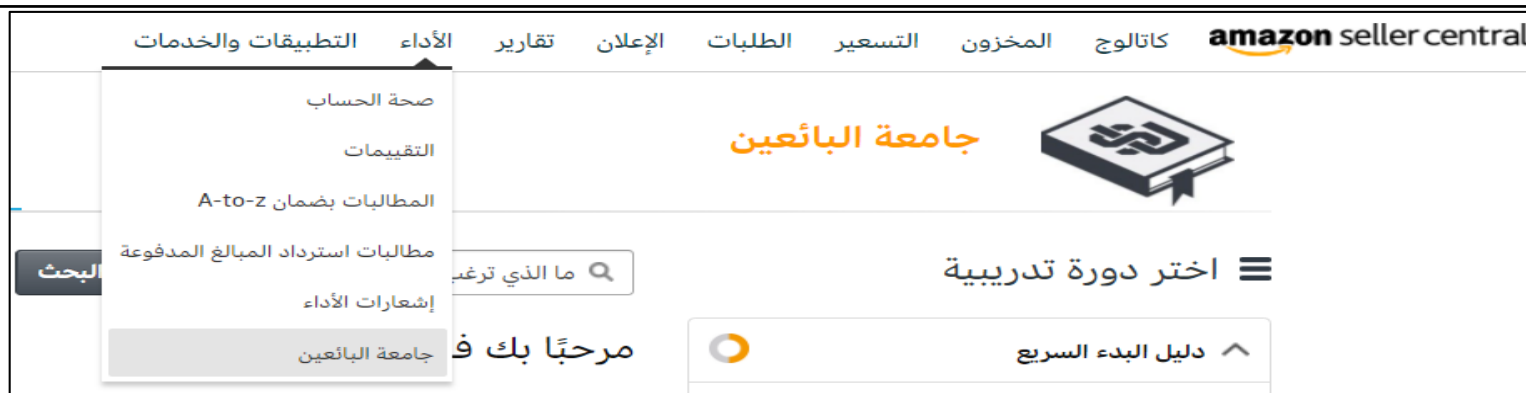 amazon seller central كاتالوج المخزون التسعير الطلبات الإعلان تقارير الأداء التطبيقات والخدمات
صحة الحساب
التقييمات
المطالبات بضمان A-to-z
مطالبات استرداد المبالغ المدفوعة
إشعارات الأداء
جامعة البائعين
جامعة البائعين
اختر دورة تدريبية
ما الذي ترغب
البحث
دليل البدء السريع
مرحبًا بك ف